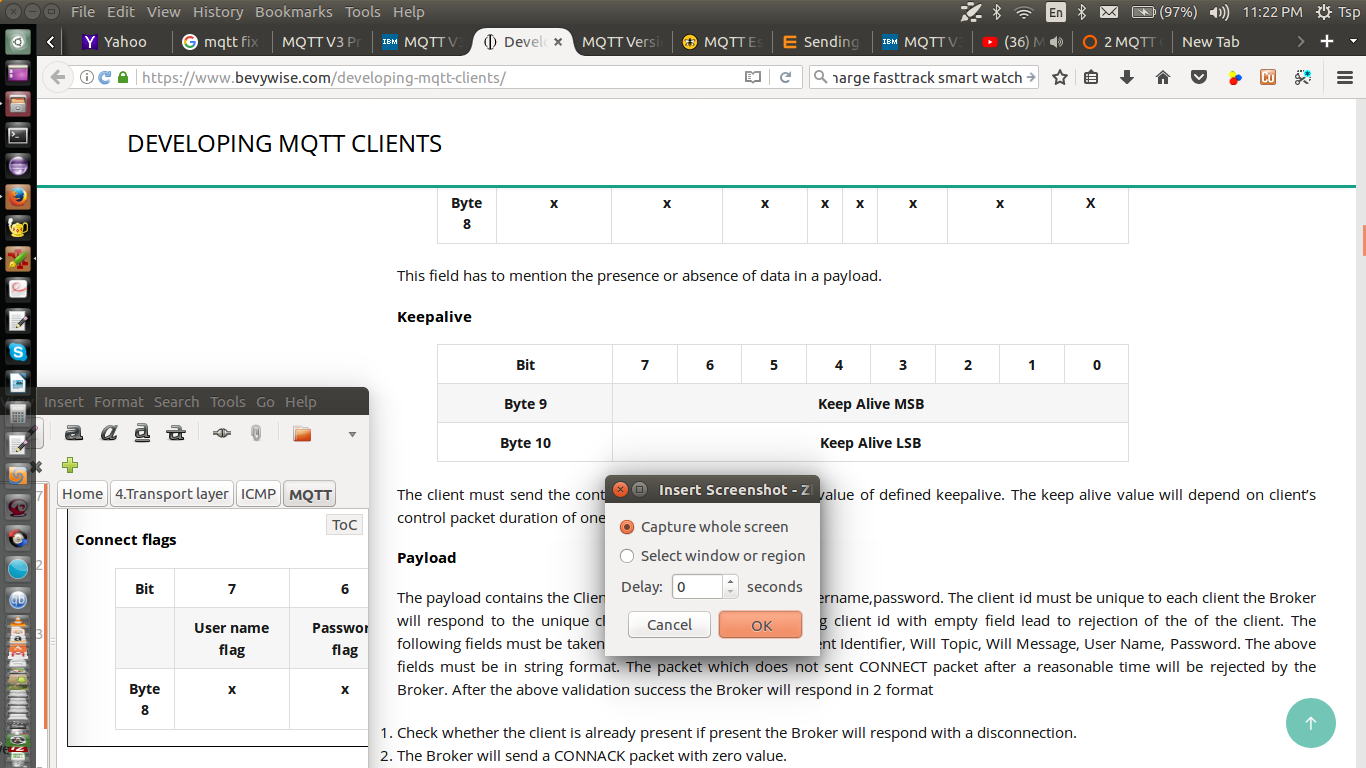 File Edit View History Bookmarks Tools Help
En (97%) 11:22 PM Tsp
Yahoo mqtt fix MQTT V3 Pr MQTT V3 Devel MQTT Versi MQTT Es Sending MQTT V3 (36) M 2 MQTT New Tab
https://www.bevywise.com/developing-mqtt-clients/
harge fasttrack smart watch
DEVELOPING MQTT CLIENTS
Byte 8 x x x x x x x X
This field has to mention the presence or absence of data in a payload.
Keepalive
Bit 7 6 5 4 3 2 1 0
Byte 9 Keep Alive MSB
Byte 10 Keep Alive LSB
The client must send the cont value of defined keepalive. The keep alive value will depend on client's
control packet duration of one
Payload
The payload contains the Clien ername,password. The client id must be unique to each client the Broker
will respond to the unique cl g client id with empty field lead to rejection of the of the client. The
following fields must be taken nt Identifier, Will Topic, Will Message, User Name, Password. The above
fields must be in string format. The packet which does not sent CONNECT packet after a reasonable time will be rejected by the
Broker. After the above validation success the Broker will respond in 2 format
1. Check whether the client is already present if present the Broker will respond with a disconnection.
2. The Broker will send a CONNACK packet with zero value.
Insert Screenshot - Zi
Capture whole screen
Select window or region
Delay: 0 seconds
Cancel OK
Insert Format Search Tools Go Help
Home 4.Transport layer ICMP MQTT
ToC
Connect flags
Bit 7 6
User name flag Passwor flag
Byte 8 x x